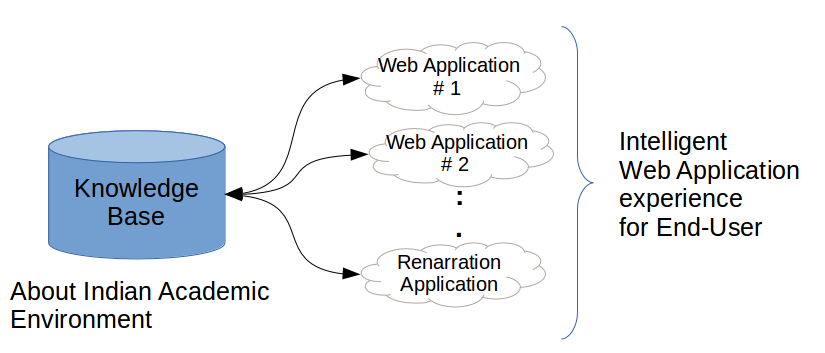 Web Application
# 1
Web Application
# 2
:
.
Renarration
Application
Knowledge
Base
About Indian Academic
Environment
Intelligent
Web Application
experience
for End-User